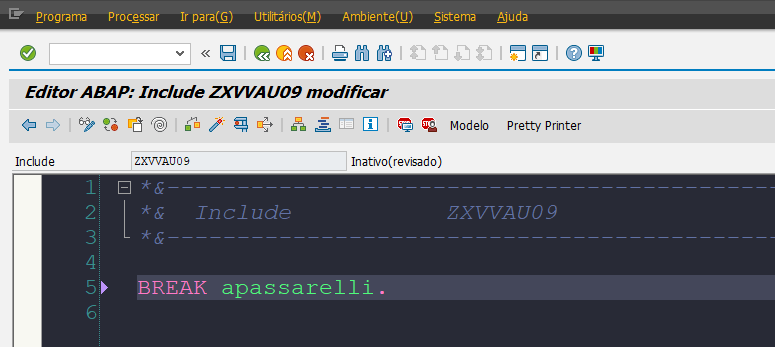 Programa Processar Ir para(G) Utilitários(M) Ambiente(U) Sistema Ajuda
Editor ABAP: Include ZXVVAU09 modificar
Modelo Pretty Printer
Include ZXVVAU09 Inativo(revisado)
1 *&---------------------------------------------------------
2 *& Include ZXVVAU09
3 *&---------------------------------------------------------
4
5 BREAK apassarelli.
6